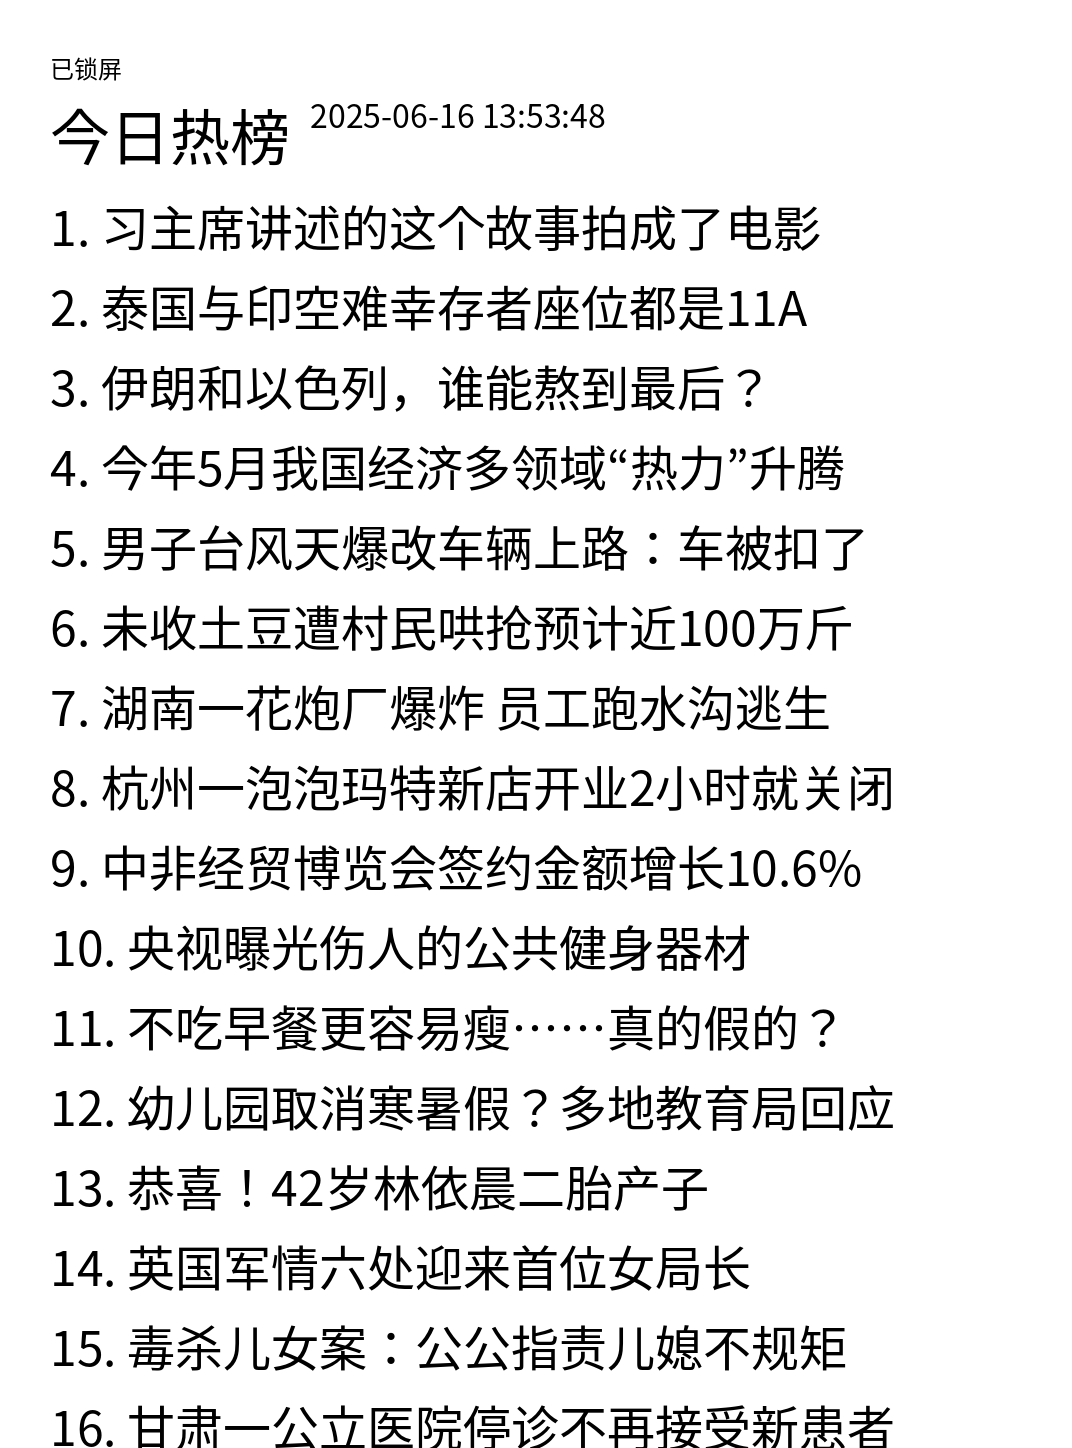 已锁屏
今日热榜 2025-06-16 13:53:48
1. 习主席讲述的这个故事拍成了电影
2. 泰国与印空难幸存者座位都是11A
3. 伊朗和以色列，谁能熬到最后？
4. 今年5月我国经济多领域“热力”升腾
5. 男子台风天爆改车辆上路：车被扣了
6. 未收土豆遭村民哄抢预计近100万斤
7. 湖南一花炮厂爆炸 员工跑水沟逃生
8. 杭州一泡泡玛特新店开业2小时就关闭
9. 中非经贸博览会签约金额增长10.6%
10. 央视曝光伤人的公共健身器材
11. 不吃早餐更容易瘦……真的假的？
12. 幼儿园取消寒暑假？多地教育局回应
13. 恭喜！42岁林依晨二胎产子
14. 英国军情六处迎来首位女局长
15. 毒杀儿女案：公公指责儿媳不规矩
16. 甘肃一公立医院停诊不再接受新患者